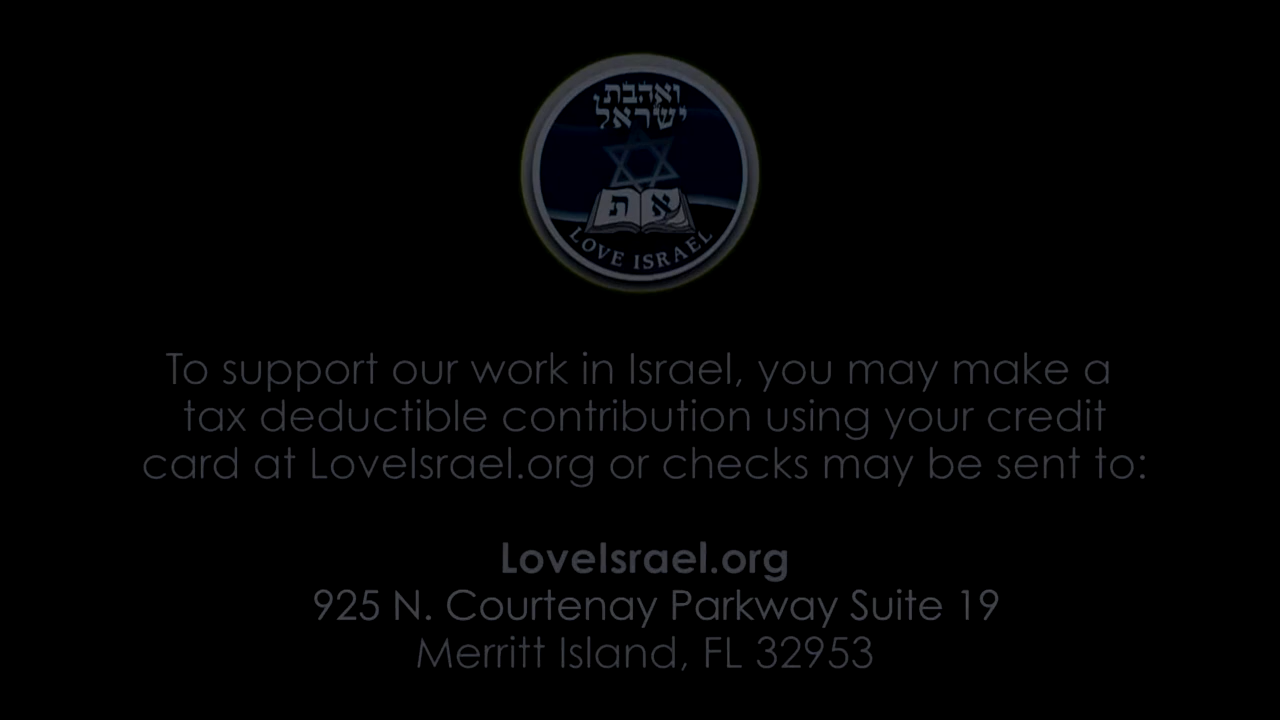 ואהבת
ישראל
ת א
LOVE ISRAEL
To support our work in Israel, you may make a
tax deductible contribution using your credit
card at LoveIsrael.org or checks may be sent to:
LoveIsrael.org
925 N. Courtenay Parkway Suite 19
Merritt Island, FL 32953